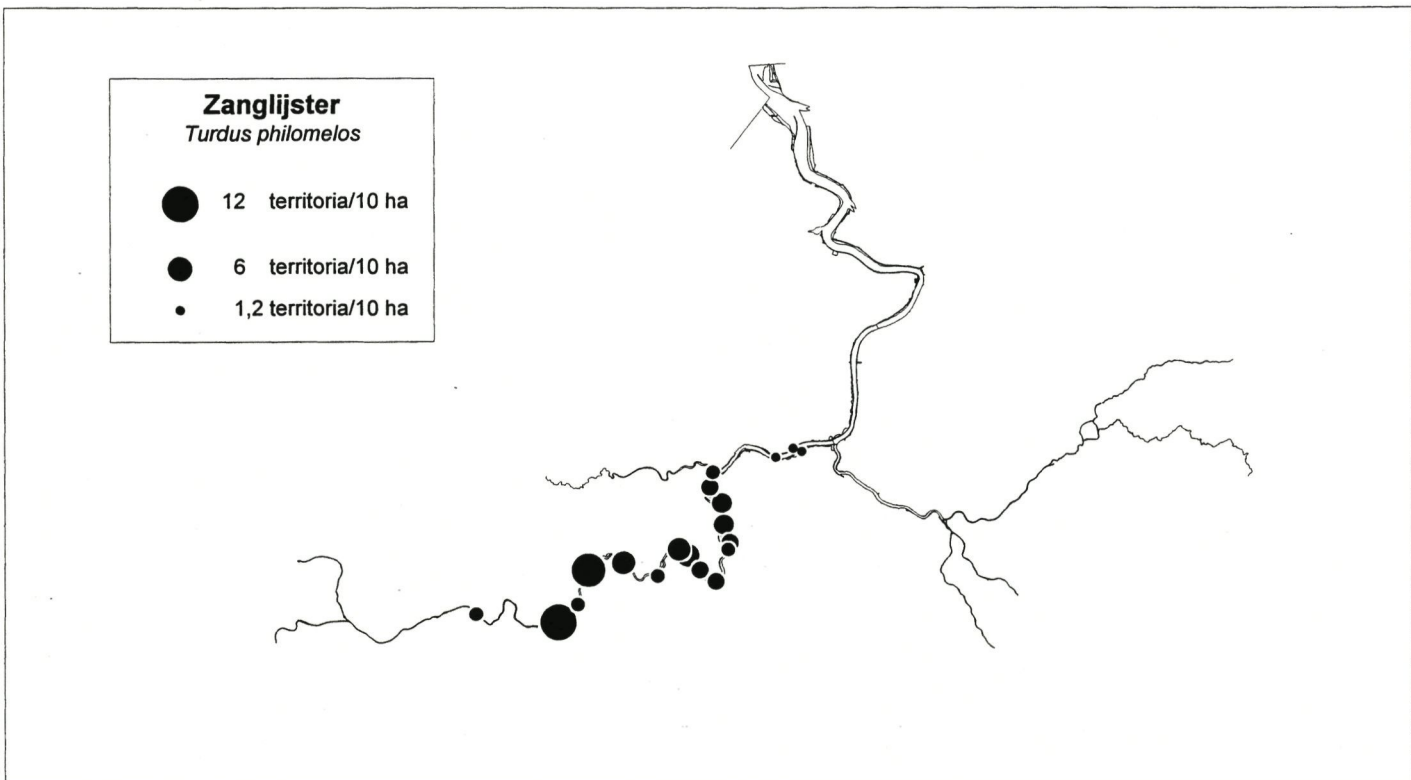 Zanglijster
Turdus philomelos
12 territoria/10 ha
6 territoria/10 ha
1,2 territoria/10 ha